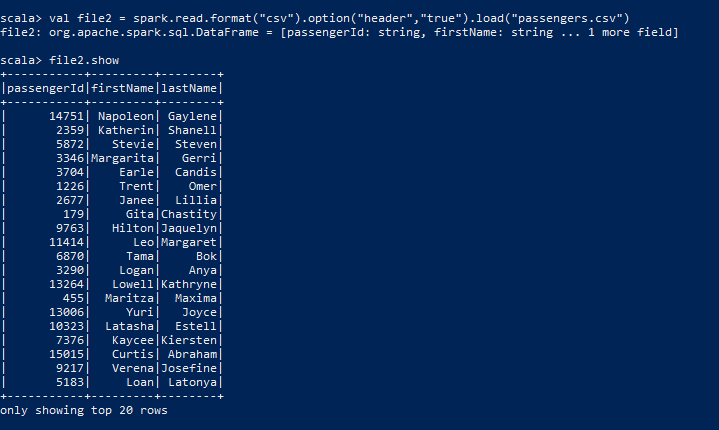 scala> val file2 = spark.read.format("csv").option("header","true").load("passengers.csv")
file2: org.apache.spark.sql.DataFrame = [passengerId: string, firstName: string ... 1 more field]

scala> file2.show
+-----------+---------+--------+
|passengerId|firstName|lastName|
+-----------+---------+--------+
|      14751| Napoleon| Gaylene|
|       2359| Katherin| Shanell|
|       5872|   Stevie|  Steven|
|       3346|Margarita|   Gerri|
|       3704|    Earle|  Candis|
|       1226|    Trent|    Omer|
|       2677|    Janee|  Lillia|
|        179|     Gita|Chastity|
|       9763|   Hilton|Jaquelyn|
|      11414|      Leo|Margaret|
|       6870|     Tama|     Bok|
|       3290|    Logan|    Anya|
|      13264|   Lowell|Kathryne|
|        455|  Maritza|  Maxima|
|      13006|     Yuri|   Joyce|
|      10323|  Latasha|  Estell|
|       7376|   Kaycee|Kiersten|
|      15015|   Curtis| Abraham|
|       9217|   Verena|Josefine|
|       5183|     Loan| Latonya|
+-----------+---------+--------+
only showing top 20 rows